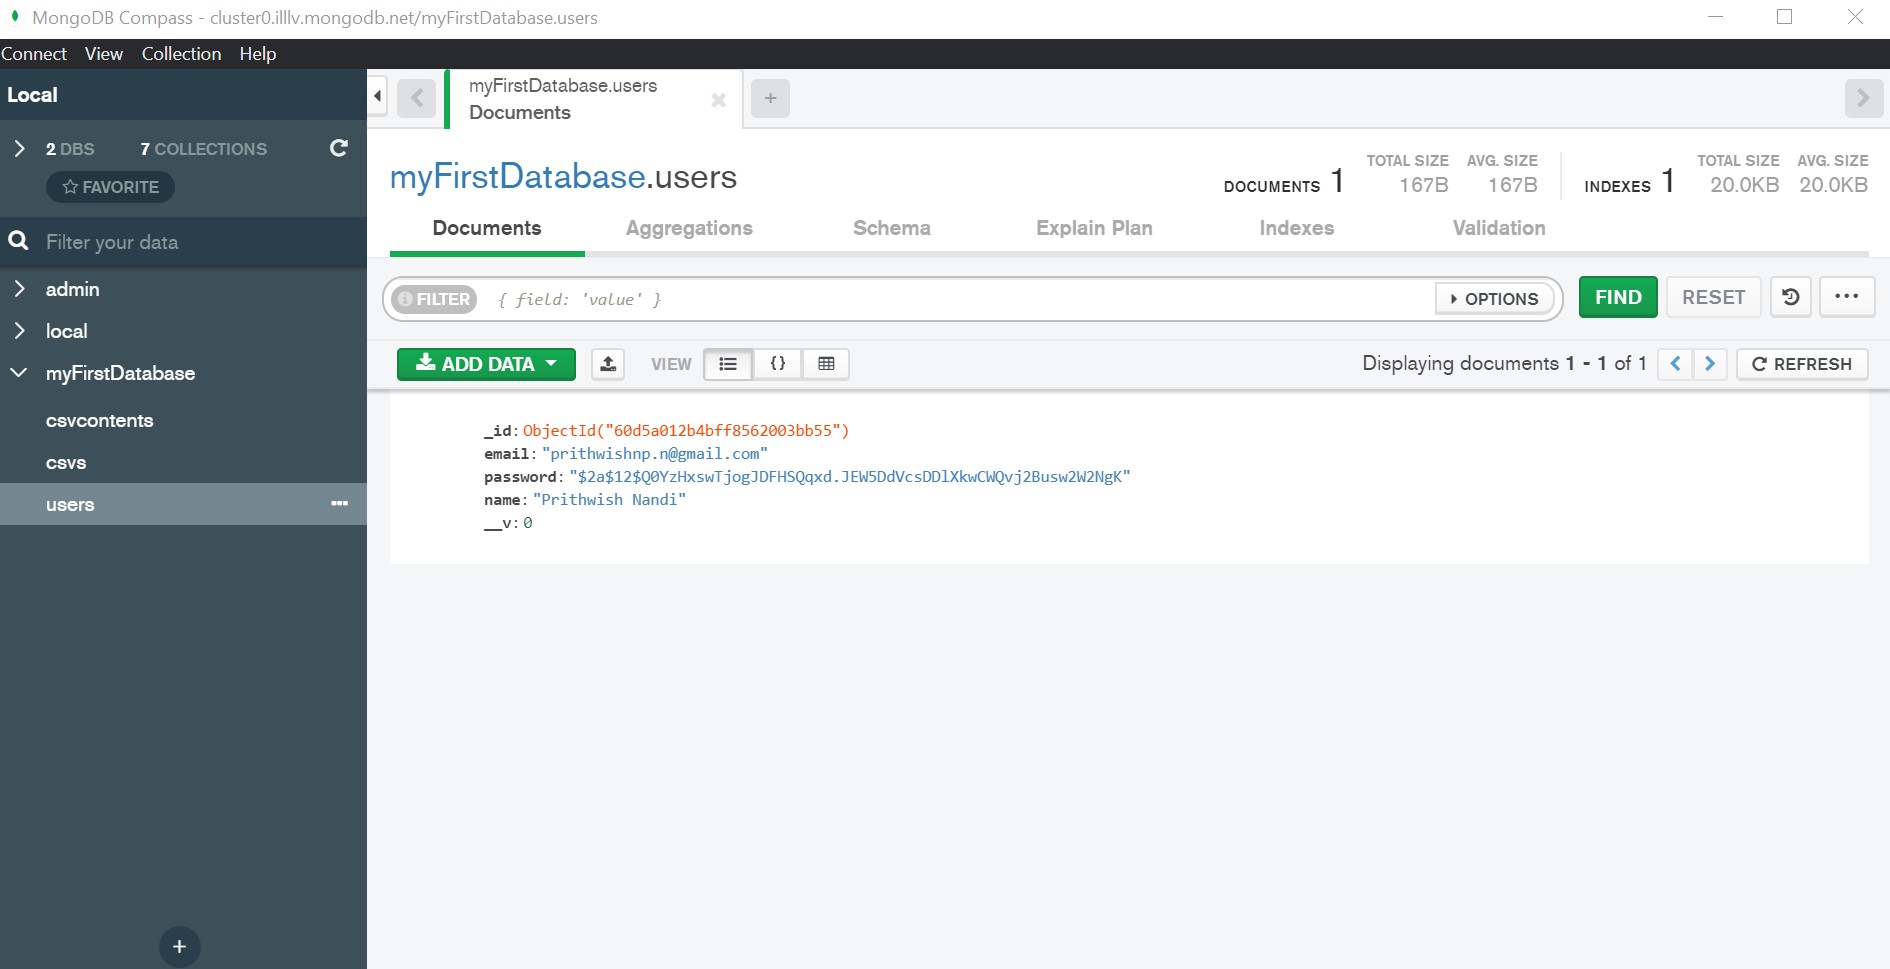 MongoDB Compass - cluster0.illlv.mongodb.net/myFirstDatabase.users
Connect View Collection Help
Local
2 DBS 7 COLLECTIONS
FAVORITE
Filter your data
admin
local
myFirstDatabase
csvcontents
csvs
users
myFirstDatabase.users
Documents
myFirstDatabase.users
DOCUMENTS 1 TOTAL SIZE 167B AVG. SIZE 167B INDEXES 1 TOTAL SIZE 20.0KB AVG. SIZE 20.0KB
Documents Aggregations Schema Explain Plan Indexes Validation
FILTER { field: 'value' } OPTIONS FIND RESET
ADD DATA VIEW {} Displaying documents 1 - 1 of 1 REFRESH
_id: ObjectId("60d5a012b4bff8562003bb55")
email: "prithwishnp.n@gmail.com"
password: "$2a$12$Q0YzHxswTjogJDFHSQqxd.JEW5DdVcsDDlXkwCWQvj2Busw2W2NgK"
name: "Prithwish Nandi"
__v: 0